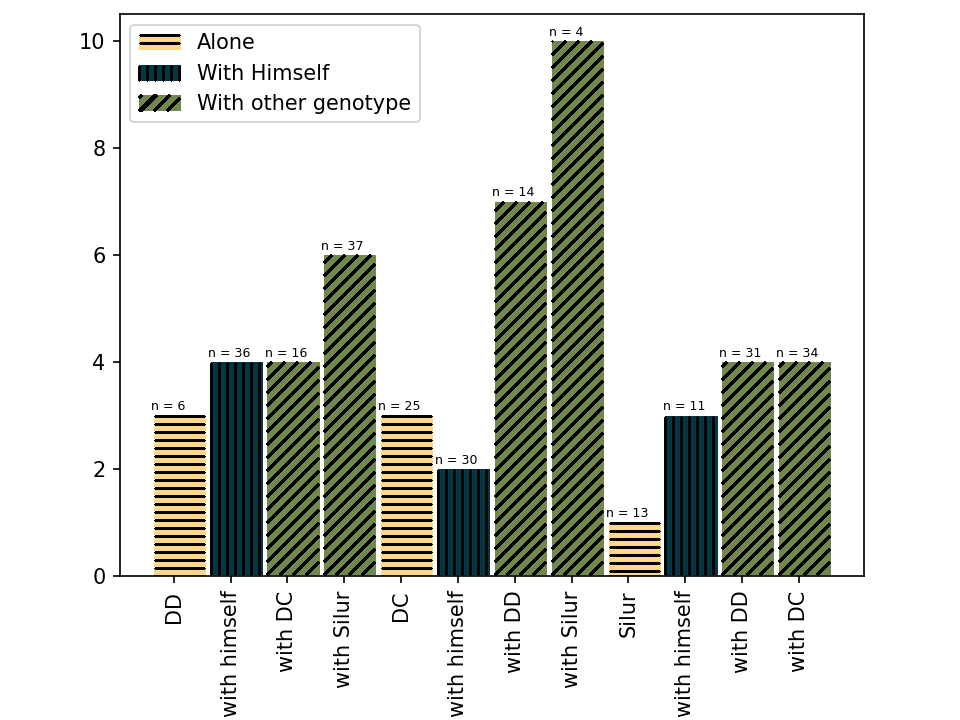 10
8
6
4
2
0
Alone
With Himself
With other genotype
n = 6
n = 36
n = 16
n = 37
n = 25
n = 30
n = 14
n = 4
n = 13
n = 11
n = 31
n = 34
DD
with himself
with DC
with Silur
DC
with himself
with DD
with Silur
Silur
with himself
with DD
with DC